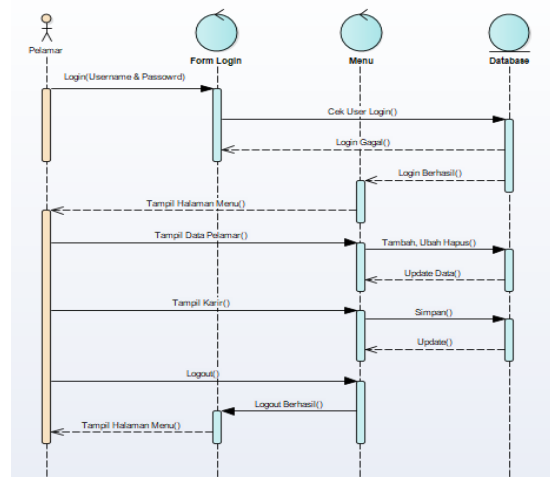 Pelamar
Form Login
Menu
Database
Login(Username & Passowrd)
Cek User Login()
Login Gagal()
Login Berhasil()
Tampil Halaman Menu()
Tampil Data Pelamar()
Tambah, Ubah Hapus()
Update Data()
Tampil Karir()
Simpan()
Update()
Logout()
Logout Berhasil()
Tampil Halaman Menu()